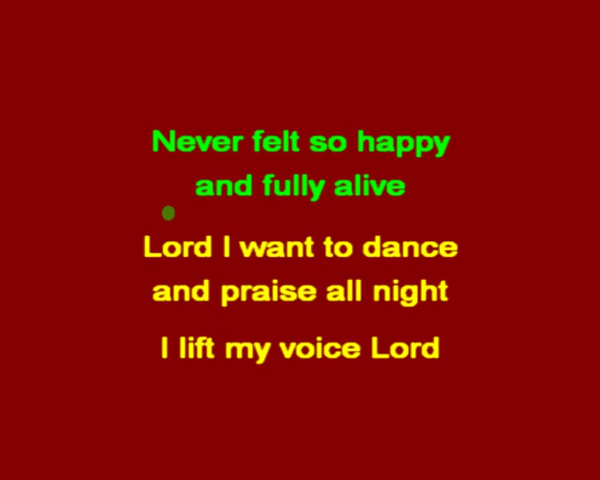 Never felt so happy
and fully alive
Lord I want to dance
and praise all night
I lift my voice Lord